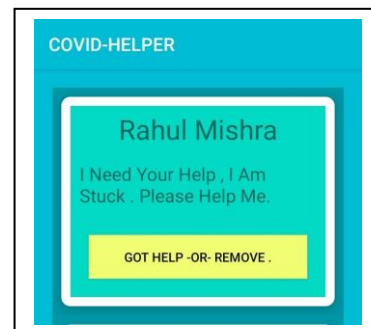 COVID-HELPER
Rahul Mishra
I Need Your Help , I Am
Stuck . Please Help Me.
GOT HELP -OR- REMOVE .